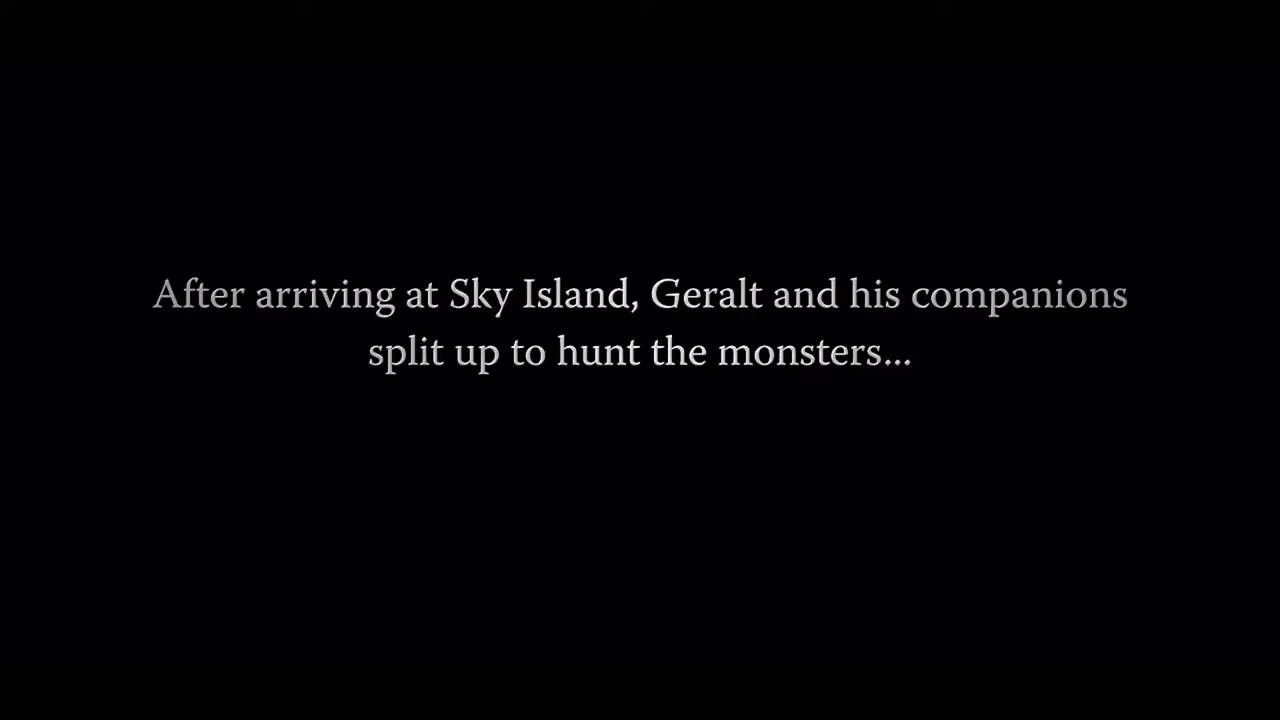 After arriving at Sky Island, Geralt and his companions
split up to hunt the monsters...